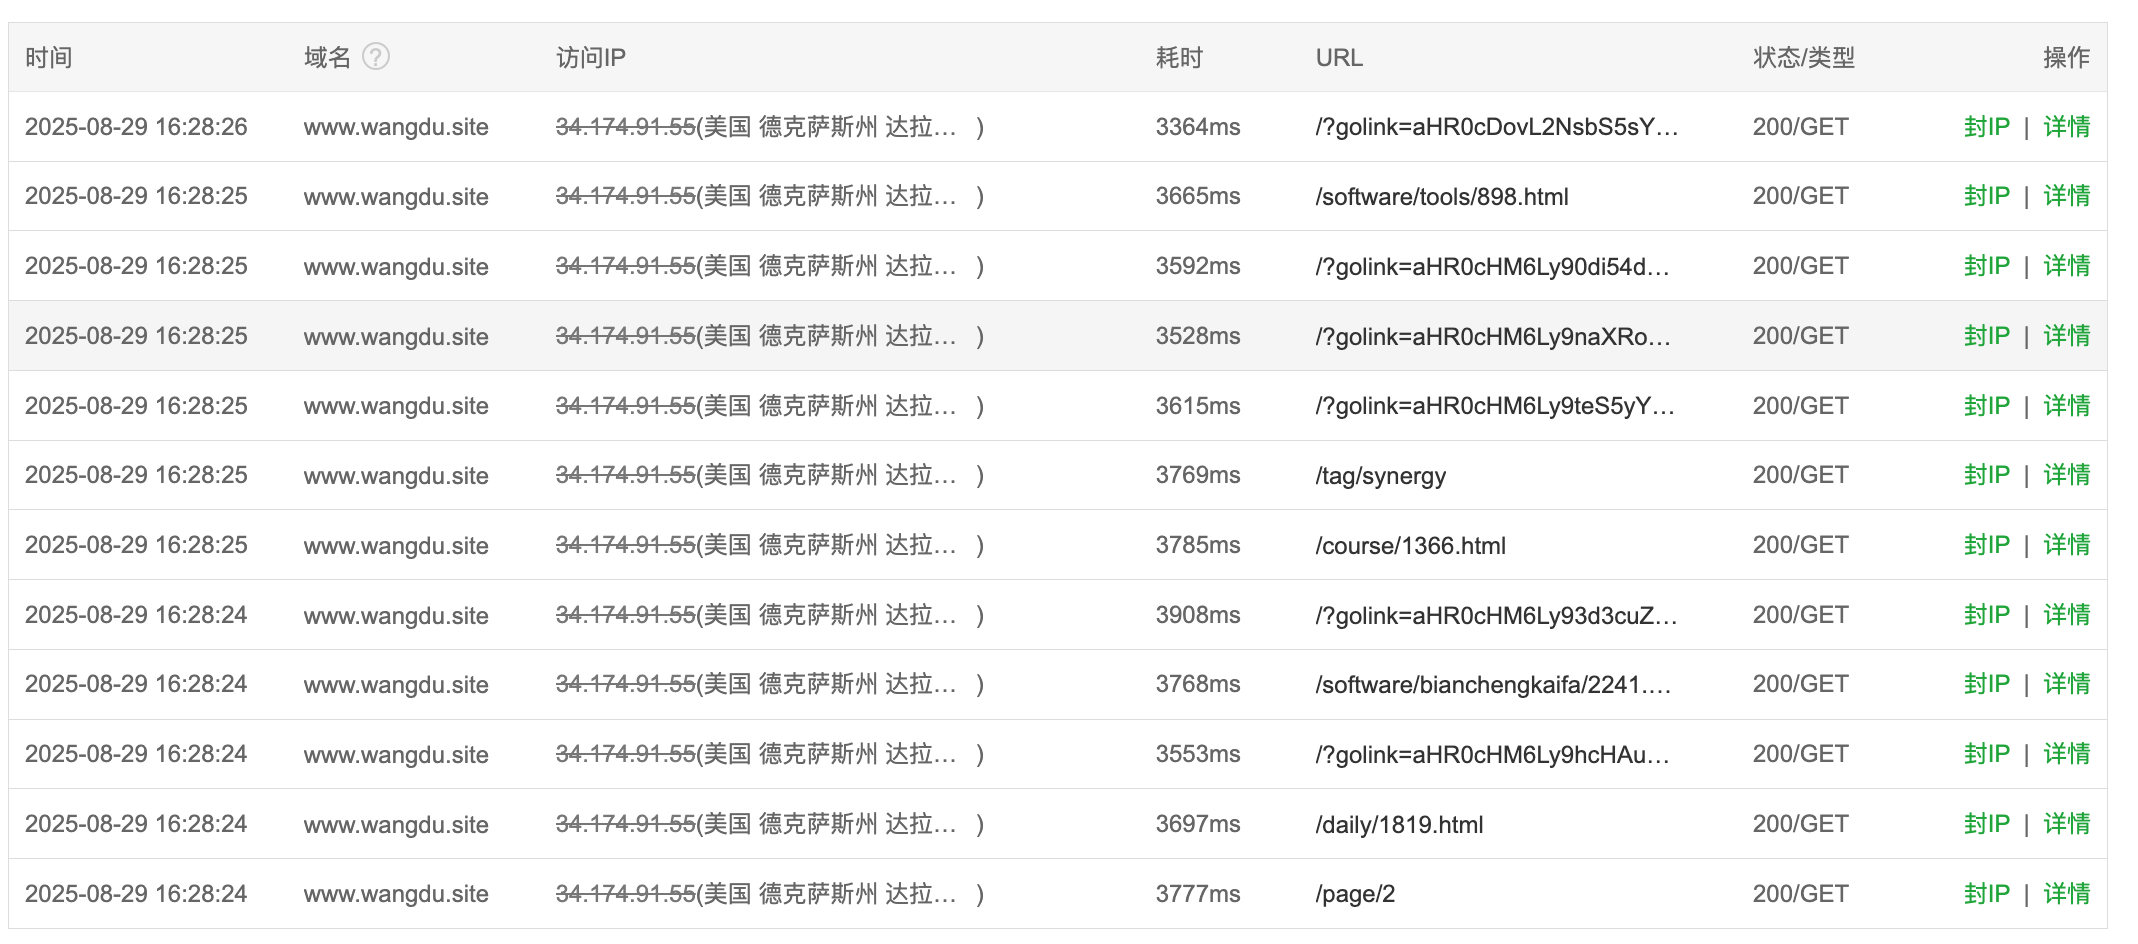 时间 域名 ? 访问IP 耗时 URL 状态/类型 操作
2025-08-29 16:28:26 www.wangdu.site 34.174.91.55(美国 德克萨斯州 达拉... ) 3364ms /?golink=aHR0cDovL2NsbS5sY... 200/GET 封IP | 详情
2025-08-29 16:28:25 www.wangdu.site 34.174.91.55(美国 德克萨斯州 达拉... ) 3665ms /software/tools/898.html 200/GET 封IP | 详情
2025-08-29 16:28:25 www.wangdu.site 34.174.91.55(美国 德克萨斯州 达拉... ) 3592ms /?golink=aHR0cHM6Ly90di54d... 200/GET 封IP | 详情
2025-08-29 16:28:25 www.wangdu.site 34.174.91.55(美国 德克萨斯州 达拉... ) 3528ms /?golink=aHR0cHM6Ly9naXRo... 200/GET 封IP | 详情
2025-08-29 16:28:25 www.wangdu.site 34.174.91.55(美国 德克萨斯州 达拉... ) 3615ms /?golink=aHR0cHM6Ly9teS5yY... 200/GET 封IP | 详情
2025-08-29 16:28:25 www.wangdu.site 34.174.91.55(美国 德克萨斯州 达拉... ) 3769ms /tag/synergy 200/GET 封IP | 详情
2025-08-29 16:28:25 www.wangdu.site 34.174.91.55(美国 德克萨斯州 达拉... ) 3785ms /course/1366.html 200/GET 封IP | 详情
2025-08-29 16:28:24 www.wangdu.site 34.174.91.55(美国 德克萨斯州 达拉... ) 3908ms /?golink=aHR0cHM6Ly93d3cuZ... 200/GET 封IP | 详情
2025-08-29 16:28:24 www.wangdu.site 34.174.91.55(美国 德克萨斯州 达拉... ) 3768ms /software/bianchengkaifa/2241.... 200/GET 封IP | 详情
2025-08-29 16:28:24 www.wangdu.site 34.174.91.55(美国 德克萨斯州 达拉... ) 3553ms /?golink=aHR0cHM6Ly9hcHAu... 200/GET 封IP | 详情
2025-08-29 16:28:24 www.wangdu.site 34.174.91.55(美国 德克萨斯州 达拉... ) 3697ms /daily/1819.html 200/GET 封IP | 详情
2025-08-29 16:28:24 www.wangdu.site 34.174.91.55(美国 德克萨斯州 达拉... ) 3777ms /page/2 200/GET 封IP | 详情